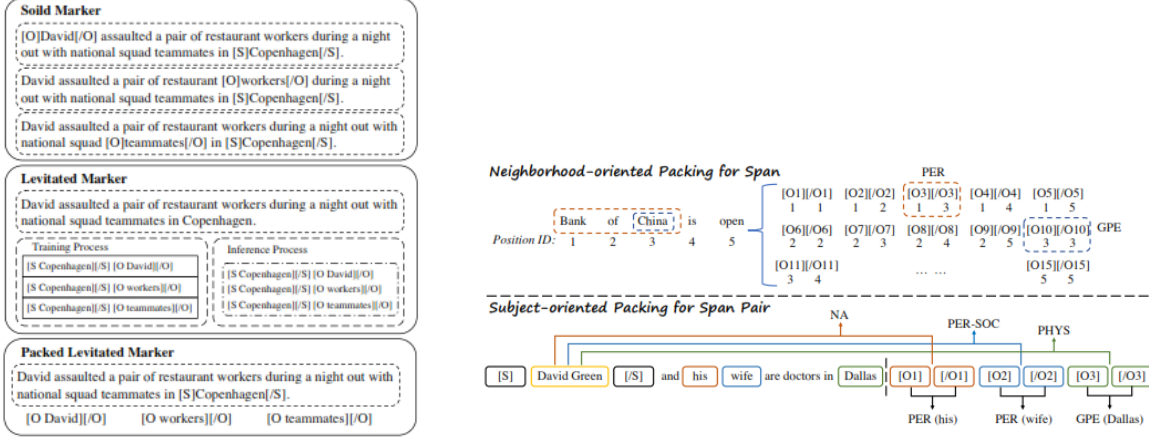 Soild Marker
[O]David[/O] assaulted a pair of restaurant workers during a night
out with national squad teammates in [S]Copenhagen[/S].
David assaulted a pair of restaurant [O]workers[/O] during a night
out with national squad teammates in [S]Copenhagen[/S].
David assaulted a pair of restaurant workers during a night out with
national squad [O]teammates[/O] in [S]Copenhagen[/S].
Levitated Marker
David assaulted a pair of restaurant workers during a night out with
national squad teammates in Copenhagen.
Training Process
[S Copenhagen][/S] [O David][/O]
[S Copenhagen][/S] [O workers][/O]
[S Copenhagen][/S] [O teammates][/O]
Inference Process
[S Copenhagen][/S] [O David][/O]
[S Copenhagen][/S] [O workers][/O]
[S Copenhagen][/S] [O teammates][/O]
Packed Levitated Marker
David assaulted a pair of restaurant workers during a night out with
national squad teammates in [S]Copenhagen[/S].
[O David][/O] [O workers][/O] [O teammates][/O]
Neighborhood-oriented Packing for Span
PER
Bank of China is open
Position ID: 1 2 3 4 5
[O1][/O1] [O2][/O2] [O3][/O3] [O4][/O4] [O5][/O5]
1 1 1 2 1 3 1 4 1 5
[O6][/O6] [O7][/O7] [O8][/O8] [O9][/O9] [O10][/O10] GPE
2 2 2 3 2 4 2 5 3 3
[O11][/O11] ... ... [O15][/O15]
3 4 5 5
Subject-oriented Packing for Span Pair
NA
PER-SOC
PHYS
[S] David Green [/S] and his wife are doctors in Dallas [O1] [/O1] [O2] [/O2] [O3] [/O3]
PER (his) PER (wife) GPE (Dallas)